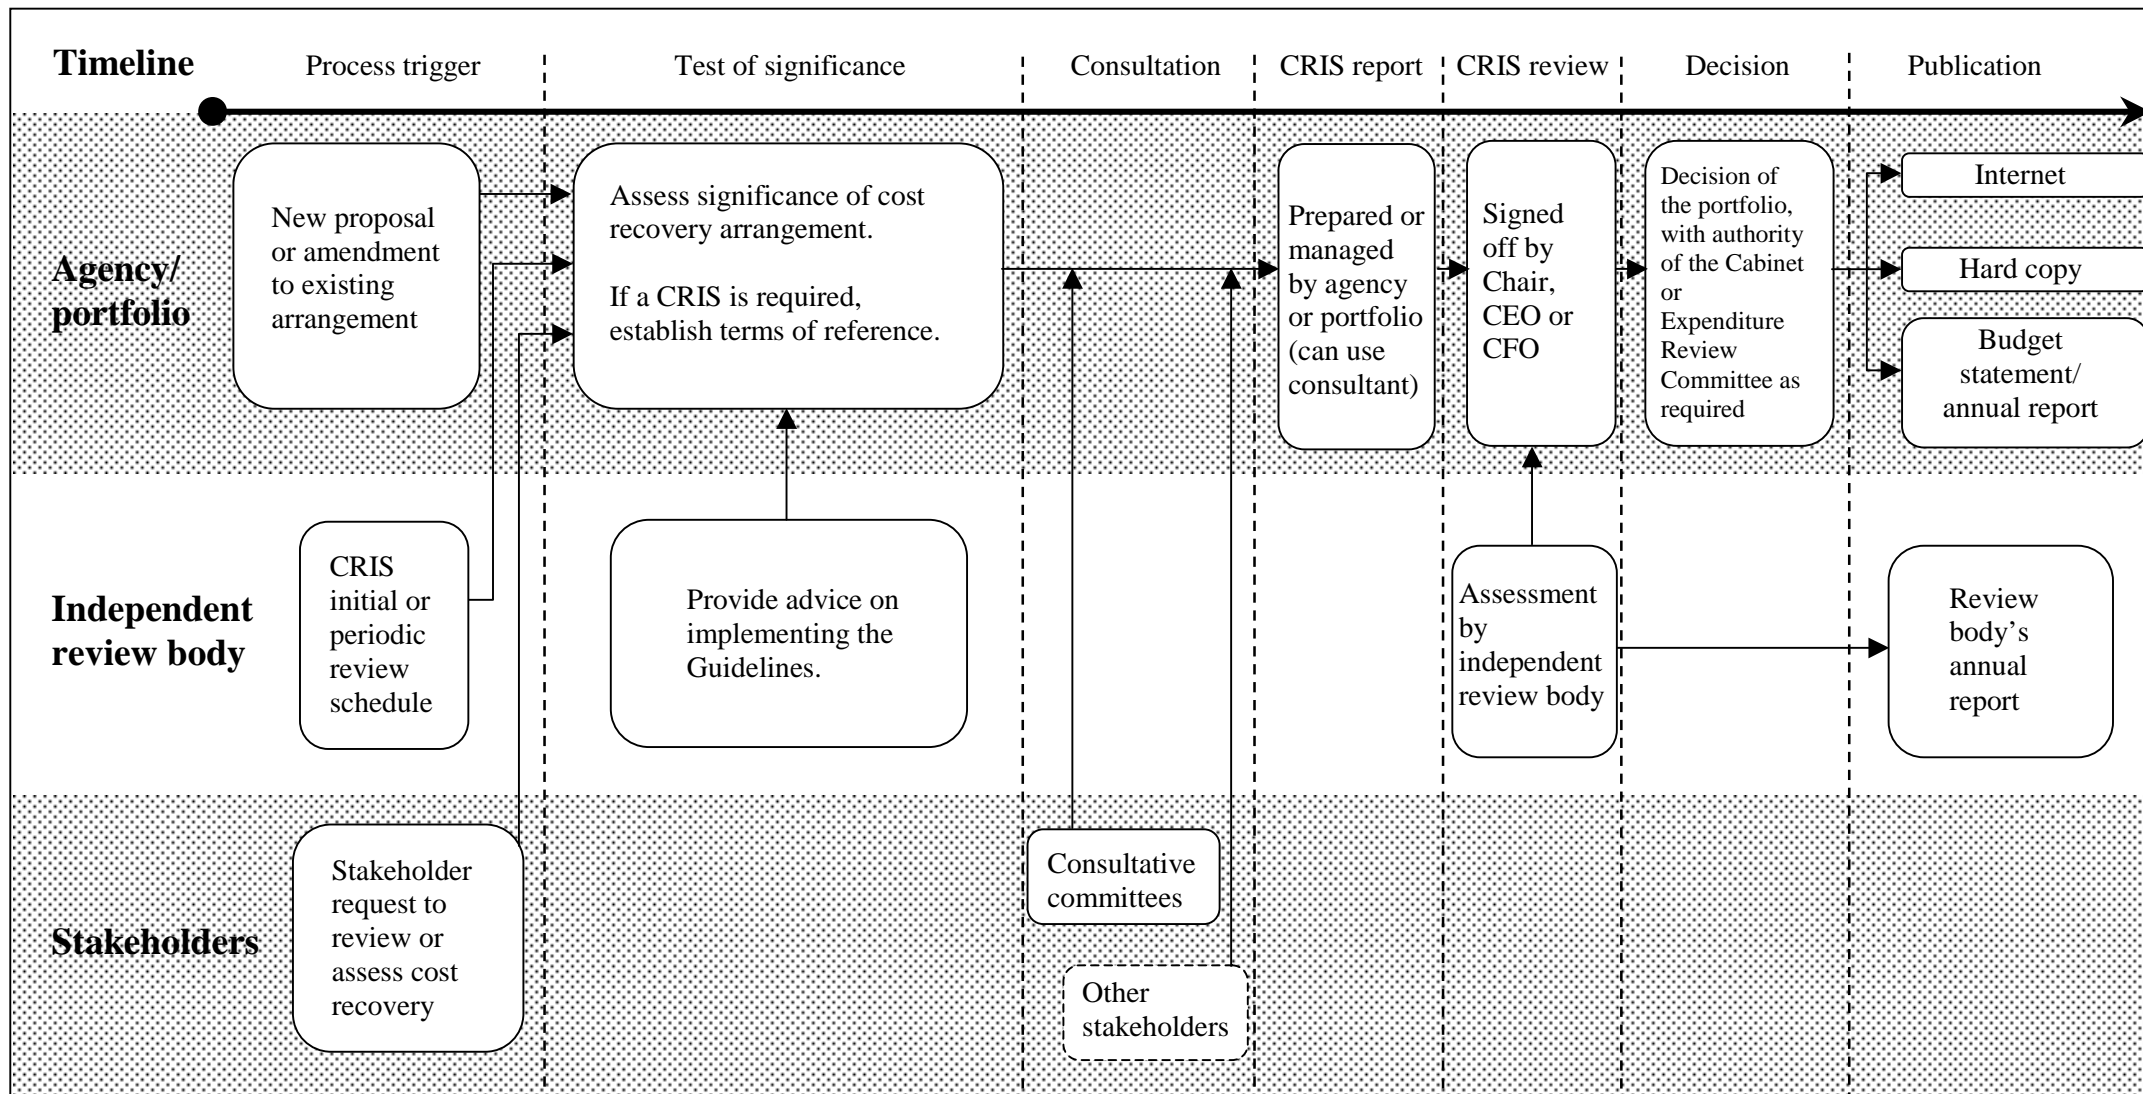 Timeline
Process trigger
Test of significance
Consultation
CRIS report
CRIS review
Decision
Publication
Agency/
portfolio
New proposal
or amendment
to existing
arrangement
Assess significance of cost
recovery arrangement.
If a CRIS is required,
establish terms of reference.
Prepared or
managed
by agency
or portfolio
(can use
consultant)
Signed
off by
Chair,
CEO or
CFO
Decision of
the portfolio,
with authority
of the Cabinet
or
Expenditure
Review
Committee as
required
Internet
Hard copy
Budget
statement/
annual report
Independent
review body
CRIS
initial or
periodic
review
schedule
Provide advice on
implementing the
Guidelines.
Assessment
by
independent
review body
Review
body’s
annual
report
Stakeholders
Stakeholder
request to
review or
assess cost
recovery
Consultative
committees
Other
stakeholders